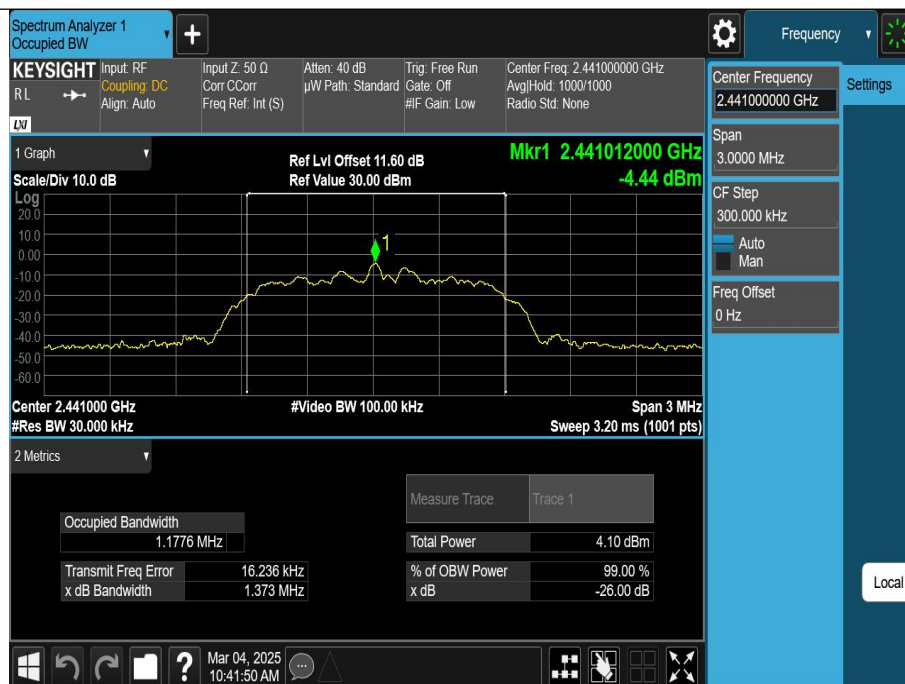 Spectrum Analyzer 1
Occupied BW
+
Frequency
KEYSIGHT
RL
LXI
Input: RF
Coupling: DC
Align: Auto
Input Z: 50 Ω
Corr CCorr
Freq Ref: Int (S)
Atten: 40 dB
µW Path: Standard
Trig: Free Run
Gate: Off
#IF Gain: Low
Center Freq: 2.441000000 GHz
Avg|Hold: 1000/1000
Radio Std: None
Center Frequency
2.441000000 GHz
Settings
Span
3.0000 MHz
CF Step
300.000 kHz
Auto
Man
Freq Offset
0 Hz
Local
1 Graph
Scale/Div 10.0 dB
Ref Lvl Offset 11.60 dB
Ref Value 30.00 dBm
Mkr1 2.441012000 GHz
-4.44 dBm
Log
20.0
10.0
0.00
-10.0
-20.0
-30.0
-40.0
-50.0
-60.0
1
Center 2.441000 GHz
#Res BW 30.000 kHz
#Video BW 100.00 kHz
Span 3 MHz
Sweep 3.20 ms (1001 pts)
2 Metrics
Measure Trace Trace 1
Occupied Bandwidth
1.1776 MHz
Total Power 4.10 dBm
Transmit Freq Error 16.236 kHz
% of OBW Power 99.00 %
x dB Bandwidth 1.373 MHz
x dB -26.00 dB
?
Mar 04, 2025
10:41:50 AM